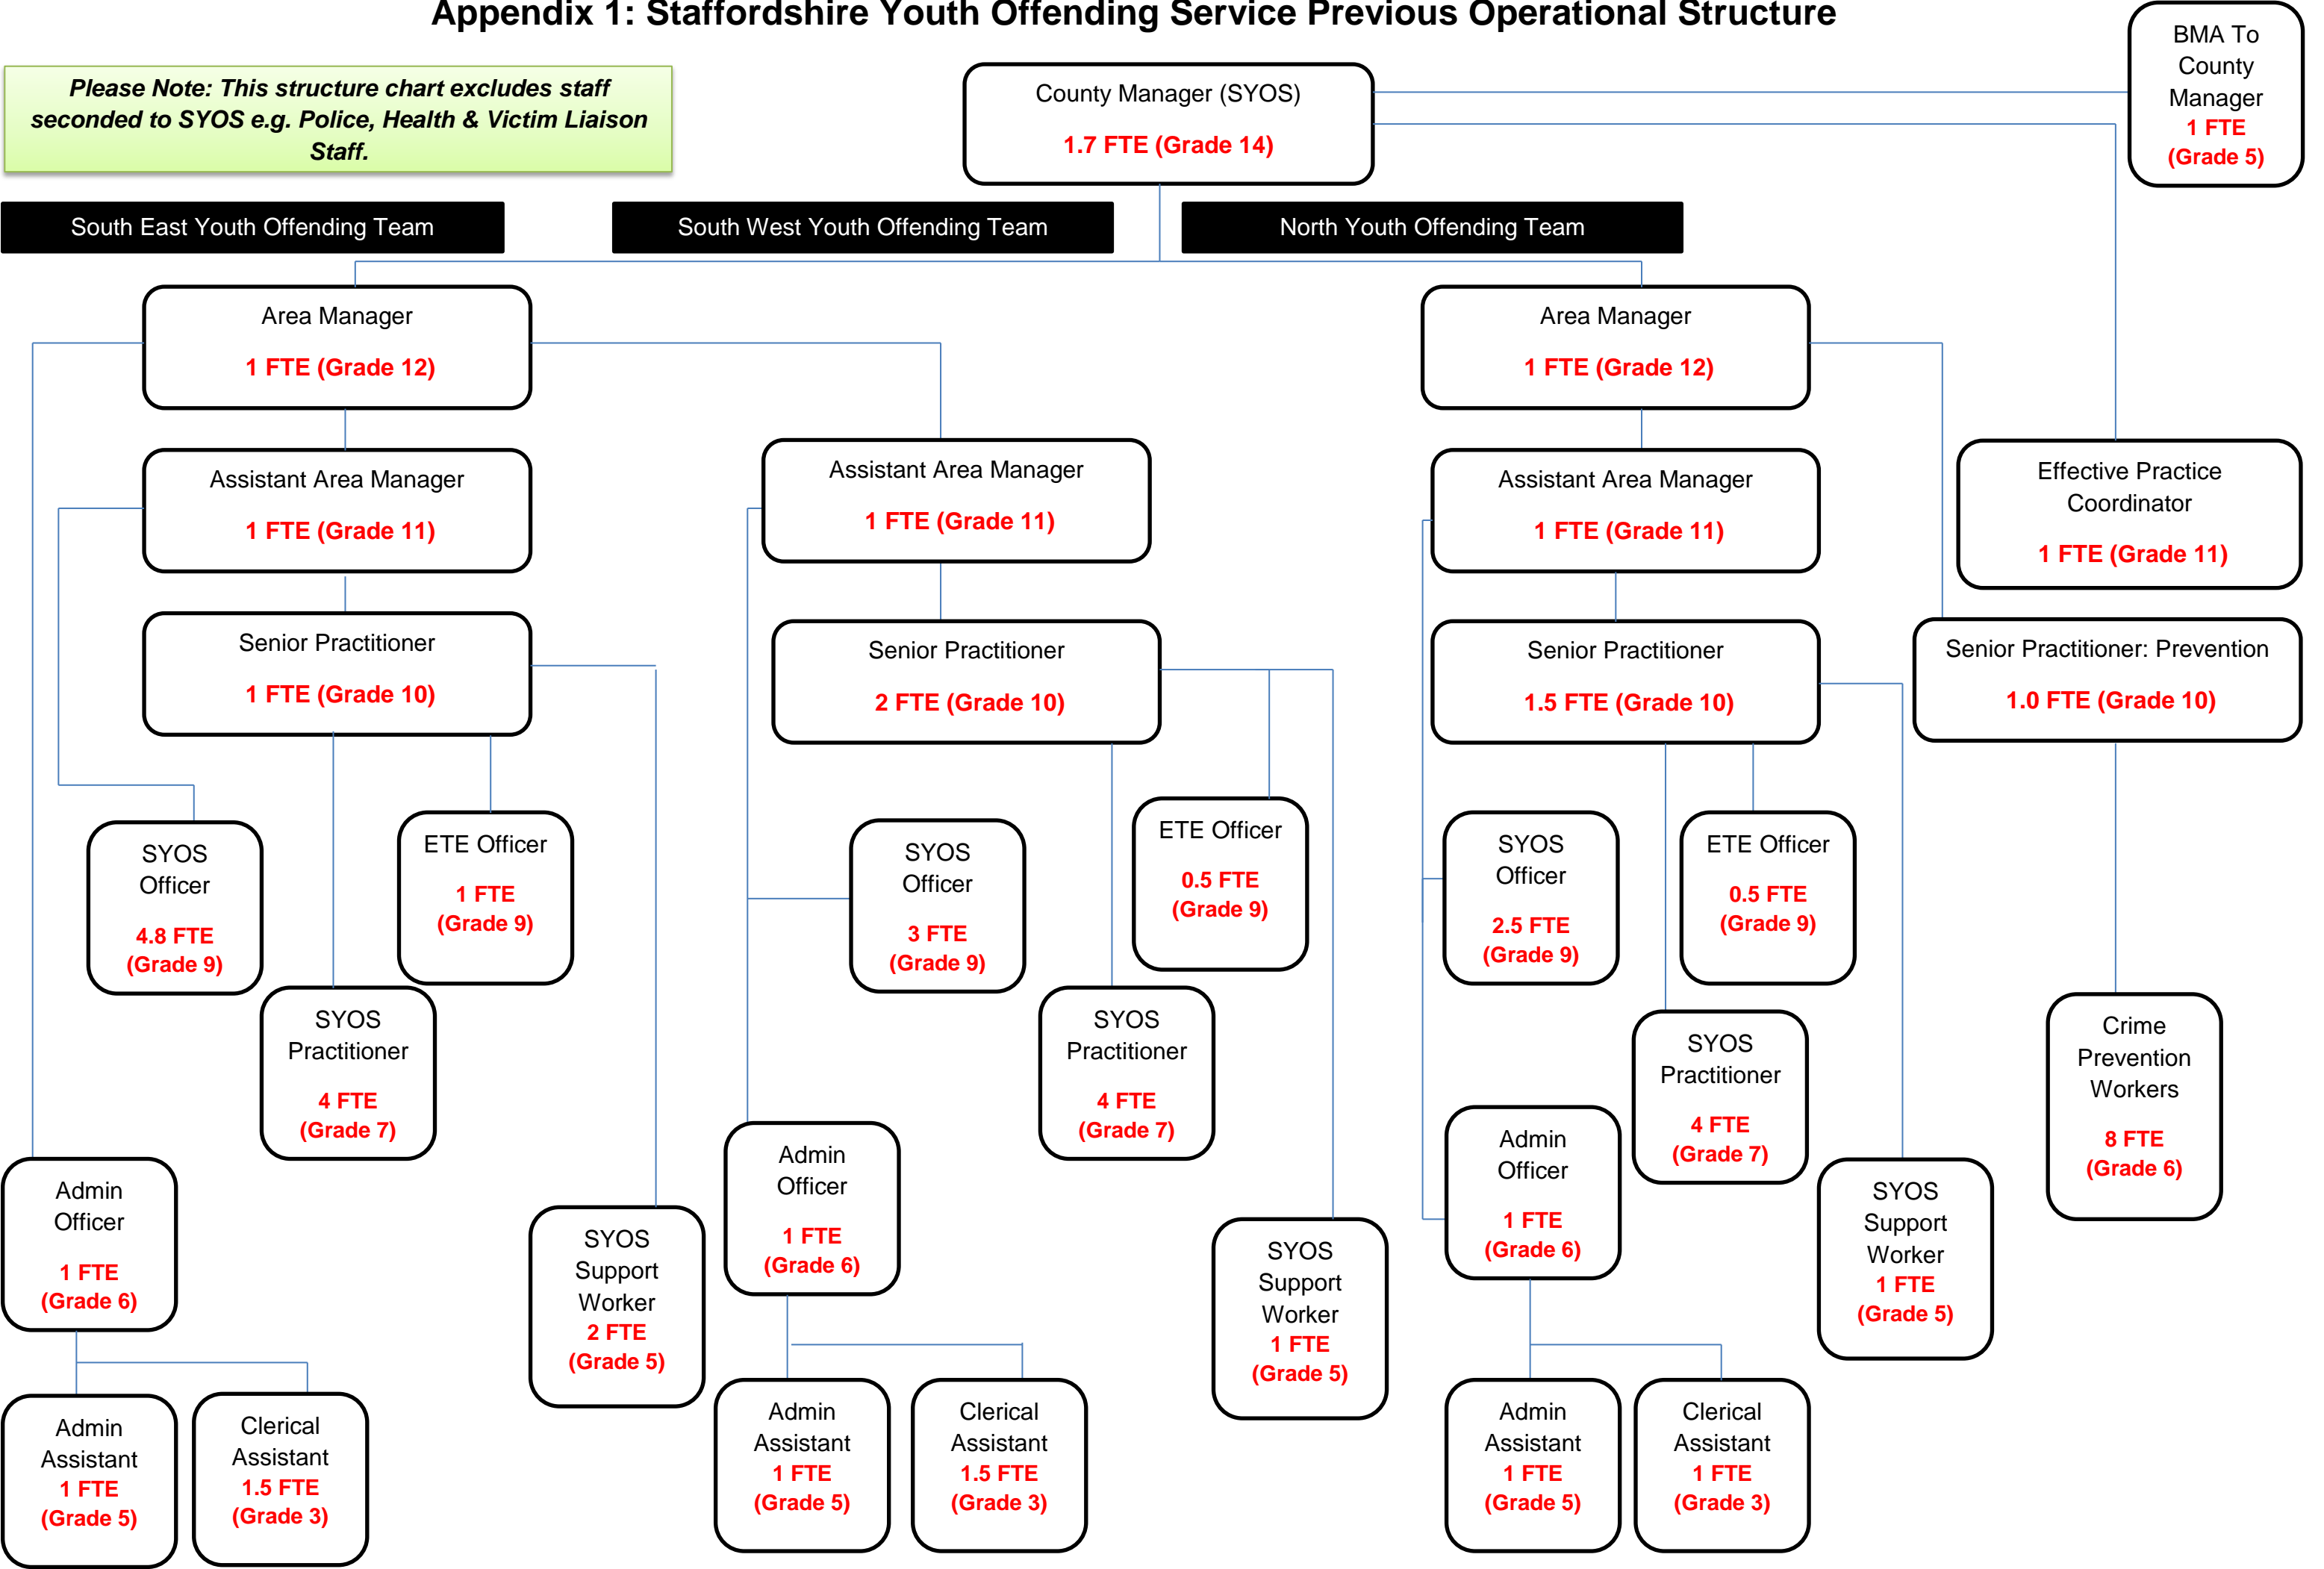 Appendix 1: Staffordshire Youth Offending Service Previous Operational Structure
Please Note: This structure chart excludes staff
seconded to SYOS e.g. Police, Health & Victim Liaison
Staff.
County Manager (SYOS)
1.7 FTE (Grade 14)
BMA To
County
Manager
1 FTE
(Grade 5)
South East Youth Offending Team
South West Youth Offending Team
North Youth Offending Team
Area Manager
1 FTE (Grade 12)
Area Manager
1 FTE (Grade 12)
Assistant Area Manager
1 FTE (Grade 11)
Assistant Area Manager
1 FTE (Grade 11)
Assistant Area Manager
1 FTE (Grade 11)
Effective Practice
Coordinator
1 FTE (Grade 11)
Senior Practitioner
1 FTE (Grade 10)
Senior Practitioner
2 FTE (Grade 10)
Senior Practitioner
1.5 FTE (Grade 10)
Senior Practitioner: Prevention
1.0 FTE (Grade 10)
SYOS
Officer
4.8 FTE
(Grade 9)
ETE Officer
1 FTE
(Grade 9)
SYOS
Officer
3 FTE
(Grade 9)
ETE Officer
0.5 FTE
(Grade 9)
SYOS
Officer
2.5 FTE
(Grade 9)
ETE Officer
0.5 FTE
(Grade 9)
SYOS
Practitioner
4 FTE
(Grade 7)
SYOS
Practitioner
4 FTE
(Grade 7)
SYOS
Practitioner
4 FTE
(Grade 7)
Crime
Prevention
Workers
8 FTE
(Grade 6)
Admin
Officer
1 FTE
(Grade 6)
SYOS
Support
Worker
2 FTE
(Grade 5)
Admin
Officer
1 FTE
(Grade 6)
SYOS
Support
Worker
1 FTE
(Grade 5)
Admin
Officer
1 FTE
(Grade 6)
SYOS
Support
Worker
1 FTE
(Grade 5)
Admin
Assistant
1 FTE
(Grade 5)
Clerical
Assistant
1.5 FTE
(Grade 3)
Admin
Assistant
1 FTE
(Grade 5)
Clerical
Assistant
1.5 FTE
(Grade 3)
Admin
Assistant
1 FTE
(Grade 5)
Clerical
Assistant
1 FTE
(Grade 3)